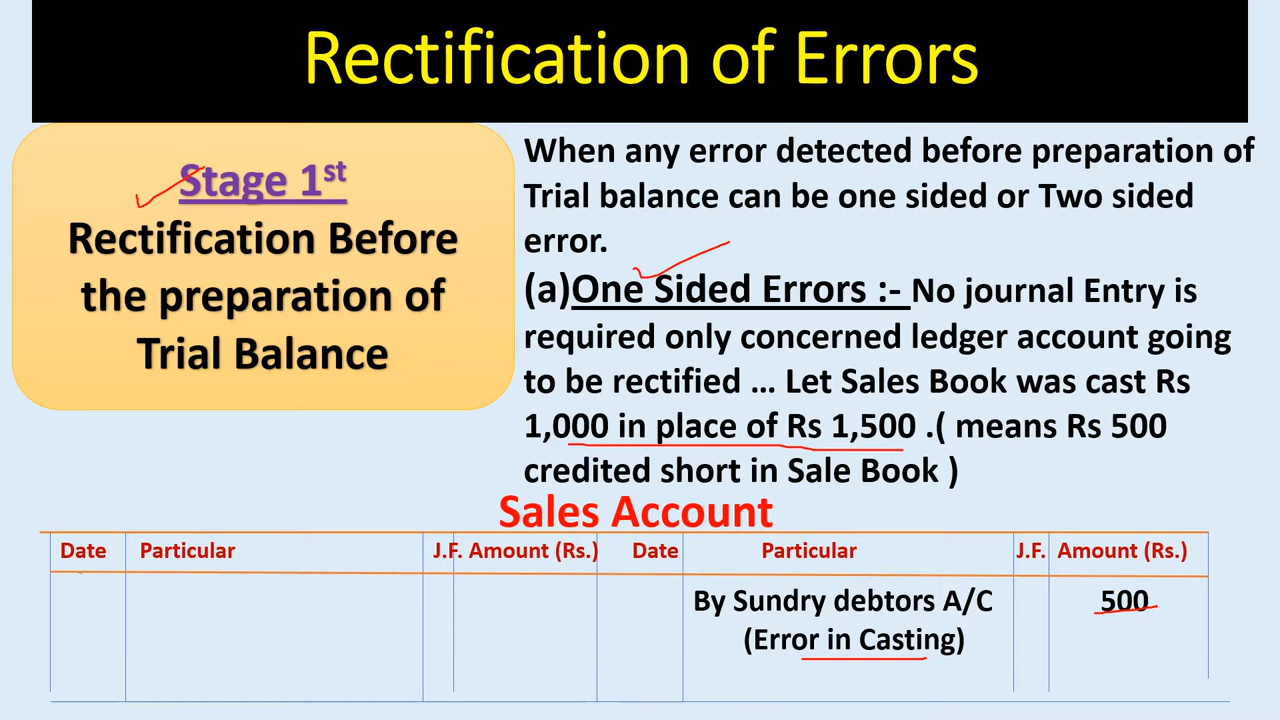 Rectification of Errors
Stage 1st
Rectification Before
the preparation of
Trial Balance
When any error detected before preparation of
Trial balance can be one sided or Two sided
error.
(a)One Sided Errors :- No journal Entry is
required only concerned ledger account going
to be rectified ... Let Sales Book was cast Rs
1,000 in place of Rs 1,500 .( means Rs 500
credited short in Sale Book )
Sales Account
Date Particular J.F. Amount (Rs.) Date Particular J.F. Amount (Rs.)
By Sundry debtors A/C 500
(Error in Casting)